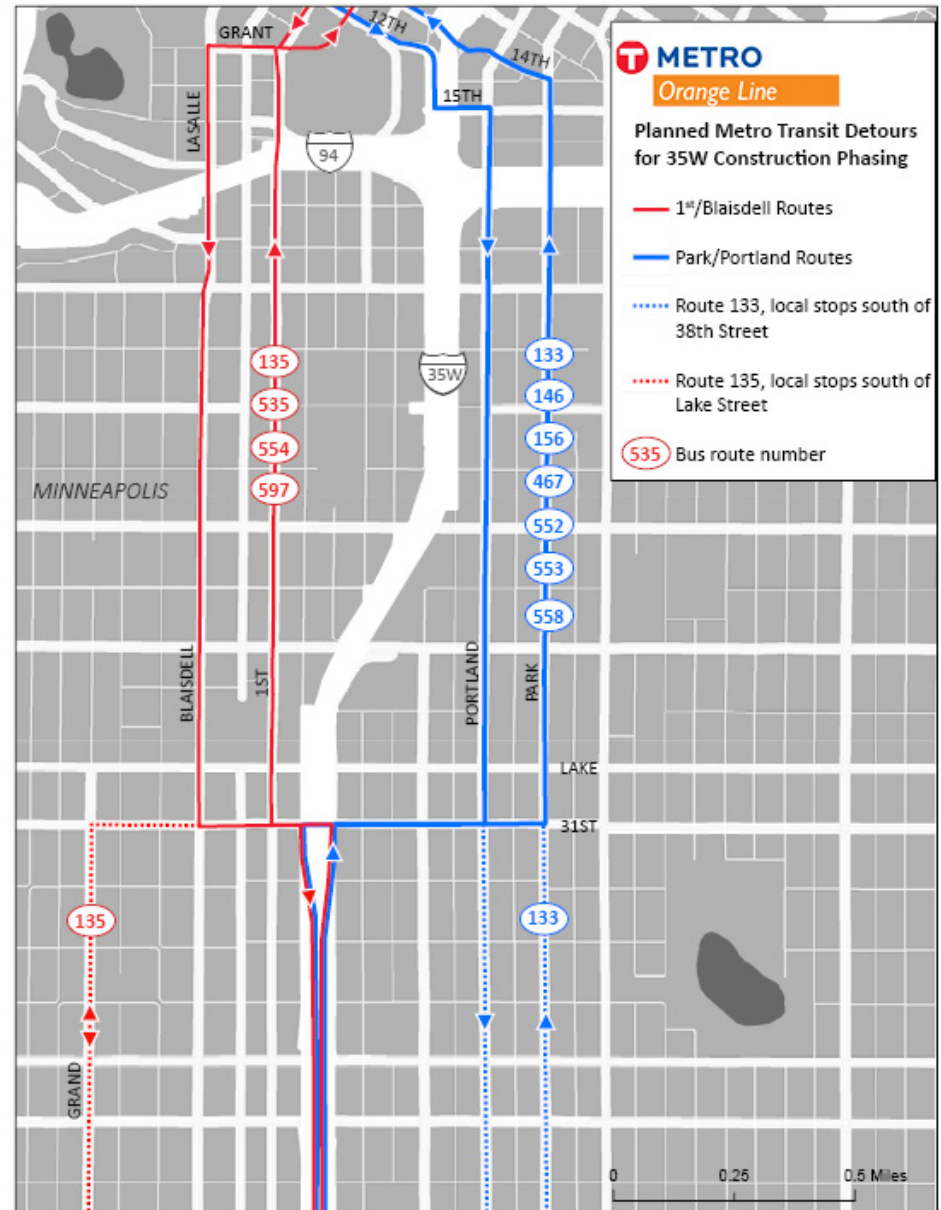 12TH
GRANT
14TH
15TH
LASALLE
94
T METRO
Orange Line
Planned Metro Transit Detours
for 35W Construction Phasing
1st/Blaisdell Routes
Park/Portland Routes
Route 133, local stops south of
38th Street
Route 135, local stops south of
Lake Street
535 Bus route number
135
535
554
597
35W
133
146
156
467
552
553
558
MINNEAPOLIS
BLAISDELL
1ST
PORTLAND
PARK
LAKE
31ST
135
133
GRAND
0 0.25 0.5 Miles